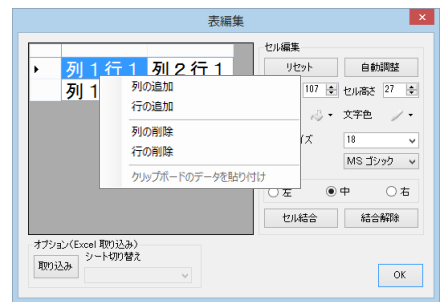 表編集
セル編集
リセット 自動調整
列1行1 列2行1
107 セル高さ 27
列1
列の追加
行の追加
文字色
列の削除
行の削除
イズ 18
MS ゴシック
クリップボードのデータを貼り付け
左 中 右
セル結合 結合解除
オプション(Excel 取り込み)
取り込み シート切り替え
OK